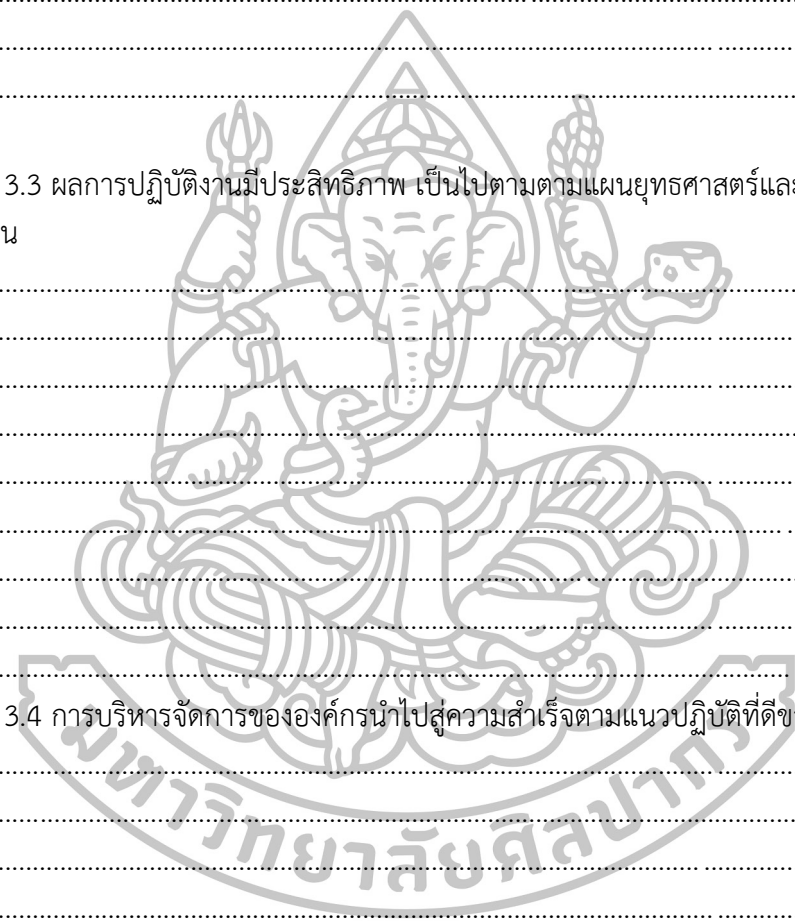 3.3 ผลการปฏิบัติงานมีประสิทธิภาพ เป็นไปตามตามแผนยุทธศาสตร์และ
น
3.4 การบริหารจัดการขององค์กรนำไปสู่ความสำเร็จตามแนวปฏิบัติที่ดีข
มหาวิทยาลัยศิลปากร